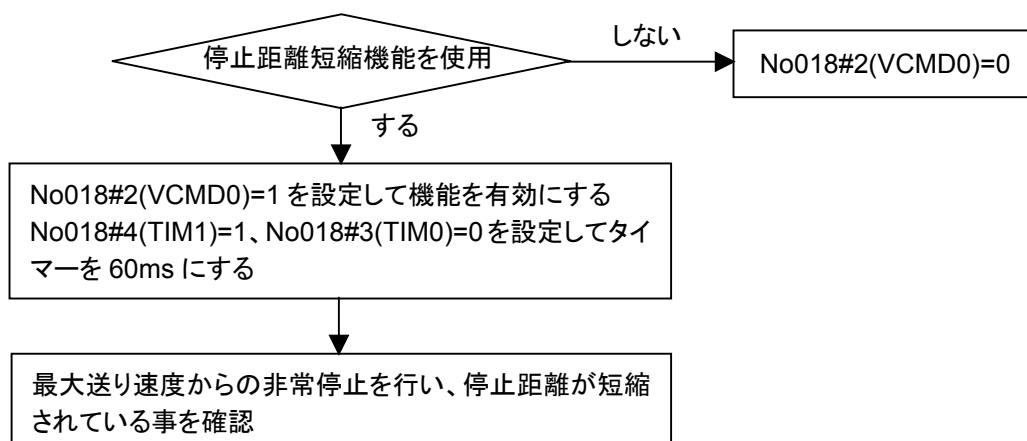 停止距離短縮機能を使用
しない
No018#2(VCMD0)=0
する
No018#2(VCMD0)=1 を設定して機能を有効にする
No018#4(TIM1)=1、No018#3(TIM0)=0 を設定してタイ
マーを 60ms にする
最大送り速度からの非常停止を行い、停止距離が短縮
されている事を確認